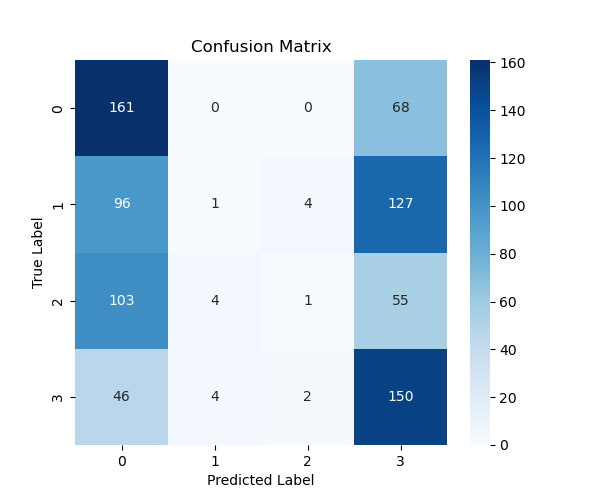 Confusion Matrix
True Label
0 161 0 0 68
1 96 1 4 127
2 103 4 1 55
3 46 4 2 150
0 1 2 3
Predicted Label
160
140
120
100
80
60
40
20
0